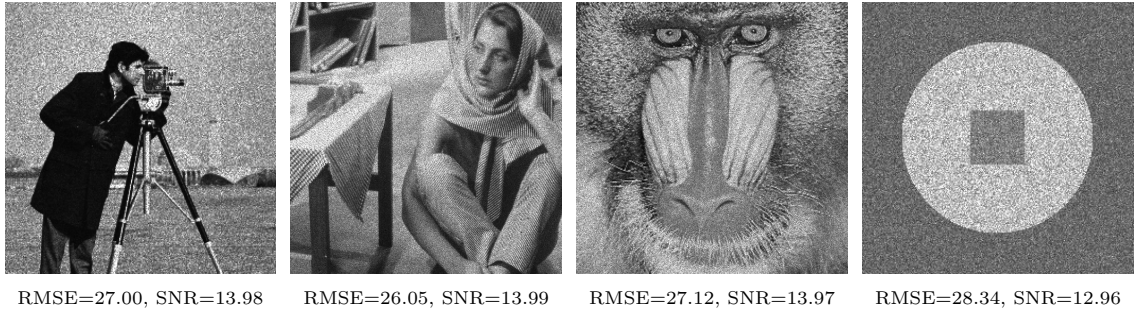 RMSE=27.00, SNR=13.98
RMSE=26.05, SNR=13.99
RMSE=27.12, SNR=13.97
RMSE=28.34, SNR=12.96